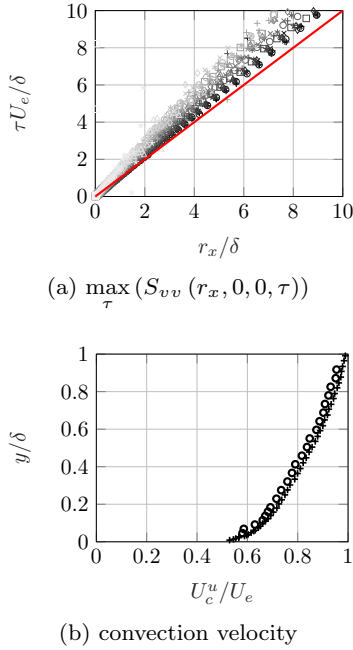 10
8
6
4
2
0
0 2 4 6 8 10
τU_e/δ
r_x/δ
(a) max_τ (S_{vv} (r_x, 0, 0, τ))
1
0.8
0.6
0.4
0.2
0
0 0.2 0.4 0.6 0.8 1
y/δ
U_c^u/U_e
(b) convection velocity